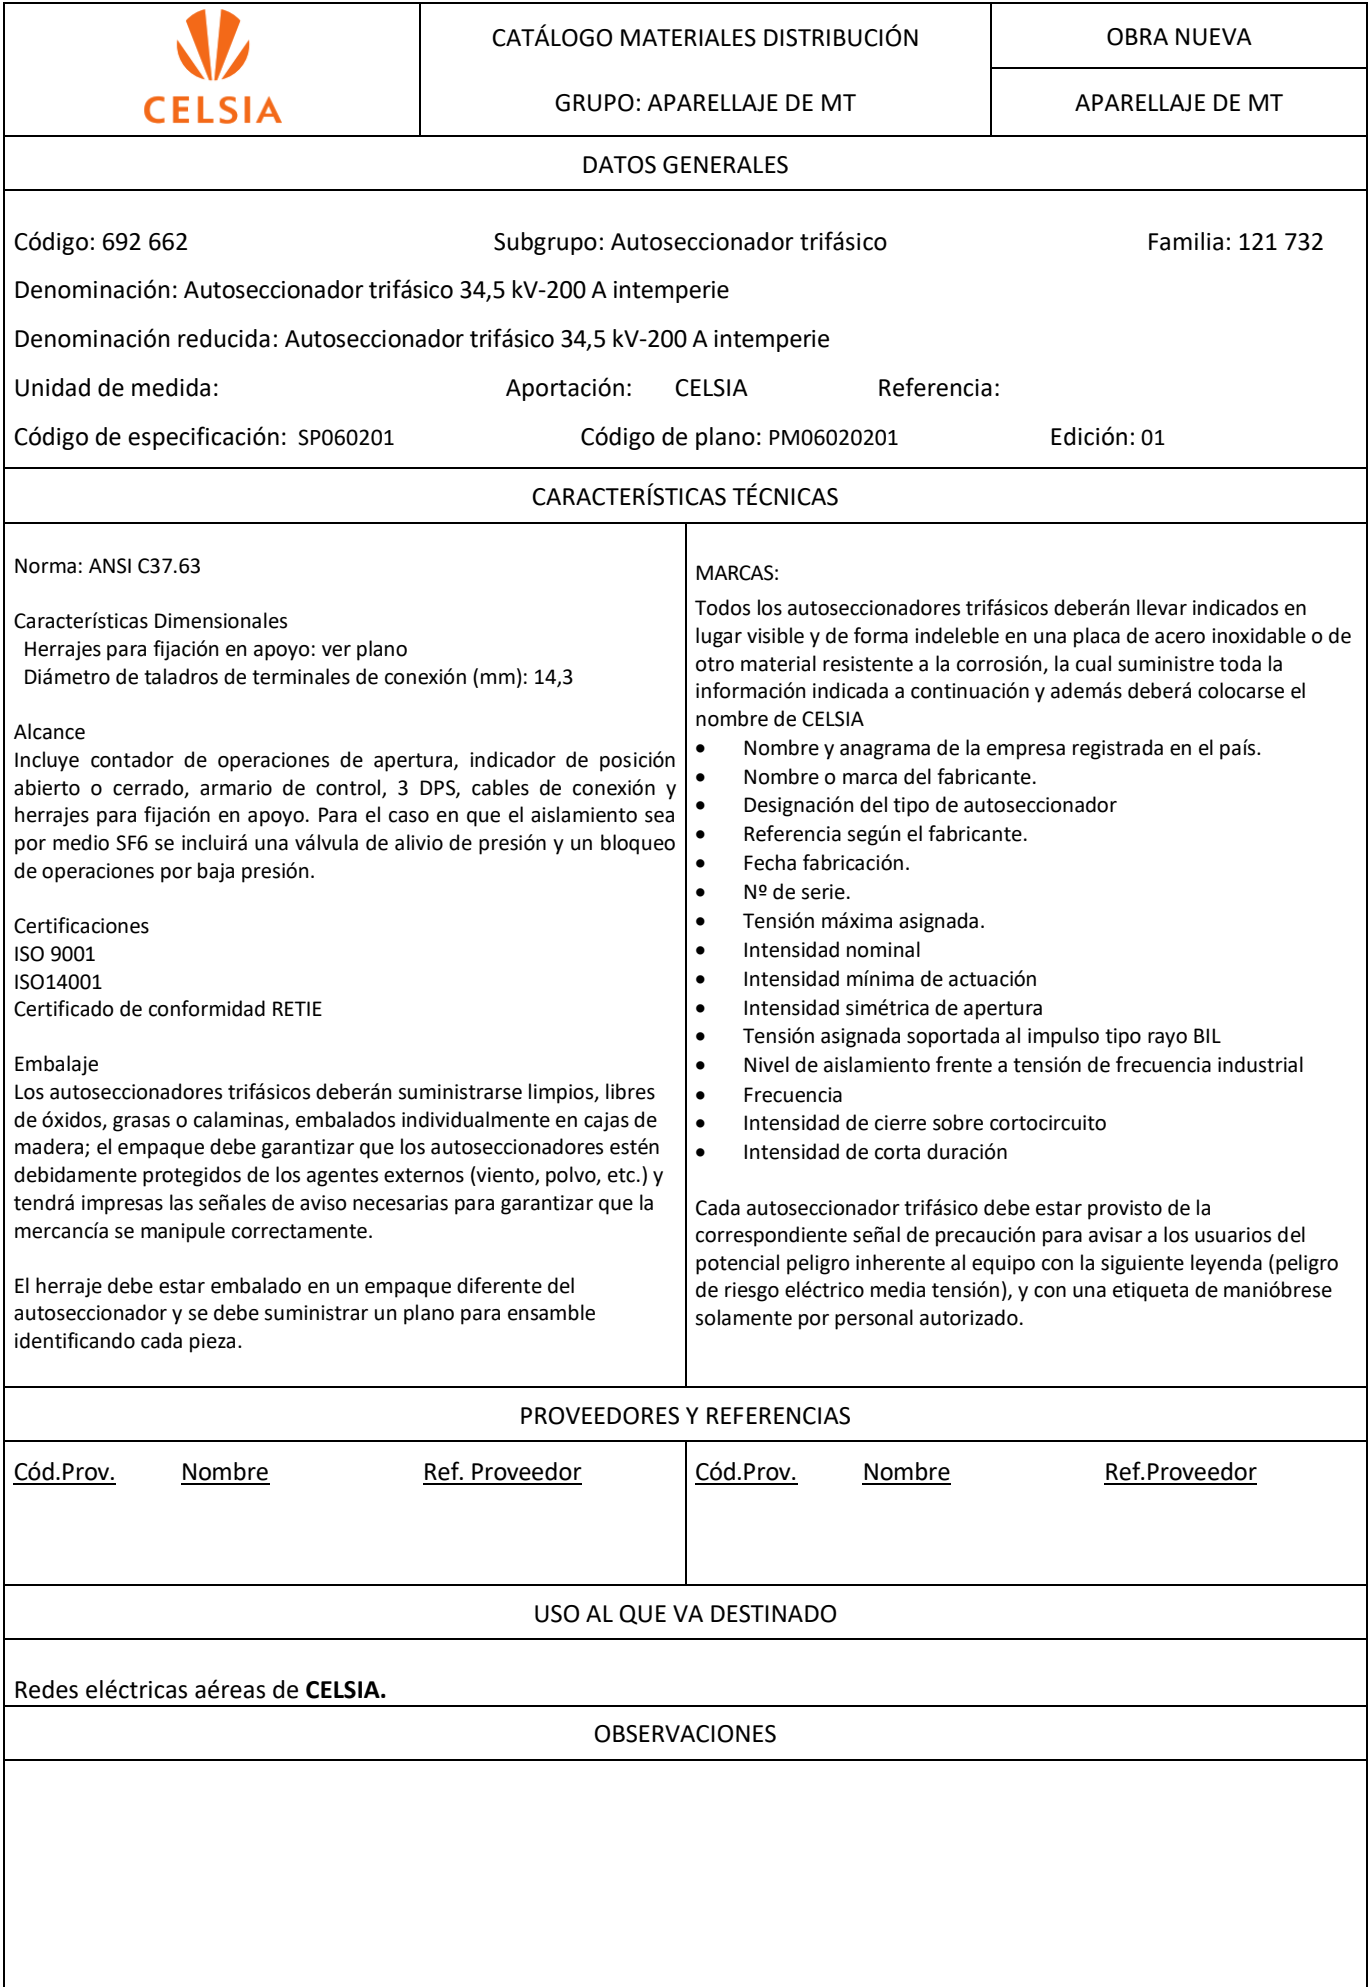 CELSIA
CATÁLOGO MATERIALES DISTRIBUCIÓN
GRUPO: APARELLAJE DE MT
OBRA NUEVA
APARELLAJE DE MT
DATOS GENERALES
Código: 692 662 Subgrupo: Autoseccionador trifásico Familia: 121 732
Denominación: Autoseccionador trifásico 34,5 kV-200 A intemperie
Denominación reducida: Autoseccionador trifásico 34,5 kV-200 A intemperie
Unidad de medida: Aportación: CELSIA Referencia:
Código de especificación: SP060201 Código de plano: PM06020201 Edición: 01
CARACTERÍSTICAS TÉCNICAS
Norma: ANSI C37.63
Características Dimensionales
Herrajes para fijación en apoyo: ver plano
Diámetro de taladros de terminales de conexión (mm): 14,3
Alcance
Incluye contador de operaciones de apertura, indicador de posición
abierto o cerrado, armario de control, 3 DPS, cables de conexión y
herrajes para fijación en apoyo. Para el caso en que el aislamiento sea
por medio SF6 se incluirá una válvula de alivio de presión y un bloqueo
de operaciones por baja presión.
Certificaciones
ISO 9001
ISO14001
Certificado de conformidad RETIE
Embalaje
Los autoseccionadores trifásicos deberán suministrarse limpios, libres
de óxidos, grasas o calaminas, embalados individualmente en cajas de
madera; el empaque debe garantizar que los autoseccionadores estén
debidamente protegidos de los agentes externos (viento, polvo, etc.) y
tendrá impresas las señales de aviso necesarias para garantizar que la
mercancía se manipule correctamente.
El herraje debe estar embalado en un empaque diferente del
autoseccionador y se debe suministrar un plano para ensamble
identificando cada pieza.
MARCAS:
Todos los autoseccionadores trifásicos deberán llevar indicados en
lugar visible y de forma indeleble en una placa de acero inoxidable o de
otro material resistente a la corrosión, la cual suministre toda la
información indicada a continuación y además deberá colocarse el
nombre de CELSIA
• Nombre y anagrama de la empresa registrada en el país.
• Nombre o marca del fabricante.
• Designación del tipo de autoseccionador
• Referencia según el fabricante.
• Fecha fabricación.
• Nº de serie.
• Tensión máxima asignada.
• Intensidad nominal
• Intensidad mínima de actuación
• Intensidad simétrica de apertura
• Tensión asignada soportada al impulso tipo rayo BIL
• Nivel de aislamiento frente a tensión de frecuencia industrial
• Frecuencia
• Intensidad de cierre sobre cortocircuito
• Intensidad de corta duración
Cada autoseccionador trifásico debe estar provisto de la
correspondiente señal de precaución para avisar a los usuarios del
potencial peligro inherente al equipo con la siguiente leyenda (peligro
de riesgo eléctrico media tensión), y con una etiqueta de manióbrese
solamente por personal autorizado.
PROVEEDORES Y REFERENCIAS
Cód.Prov. Nombre Ref. Proveedor Cód.Prov. Nombre Ref.Proveedor
USO AL QUE VA DESTINADO
Redes eléctricas aéreas de CELSIA.
OBSERVACIONES